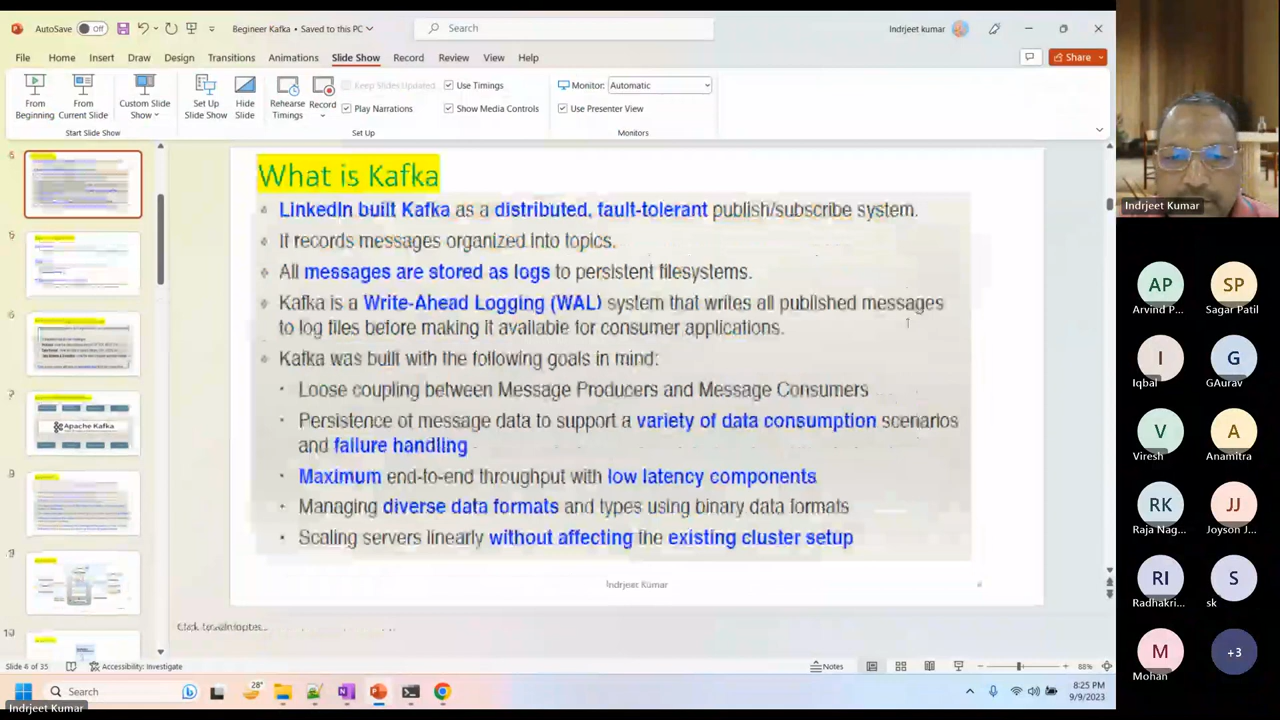 AutoSave Off Begineer Kafka • Saved to this PC Search Indrjeet kumar
File Home Insert Draw Design Transitions Animations Slide Show Record Review View Help Share
From Beginning
From Current Slide
Custom Slide Show
Set Up Slide Show
Hide Slide
Rehearse Timings
Record
Keep Slides Updated
Use Timings
Play Narrations
Show Media Controls
Monitor: Automatic
Use Presenter View
Start Slide Show
Set Up
Monitors
What is Kafka
LinkedIn built Kafka as a distributed, fault-tolerant publish/subscribe system.
It records messages organized into topics.
All messages are stored as logs to persistent filesystems.
Kafka is a Write-Ahead Logging (WAL) system that writes all published messages
to log files before making it available for consumer applications.
Kafka was built with the following goals in mind:
Loose coupling between Message Producers and Message Consumers
Persistence of message data to support a variety of data consumption scenarios
and failure handling
Maximum end-to-end throughput with low latency components
Managing diverse data formats and types using binary data formats
Scaling servers linearly without affecting the existing cluster setup
Indrjeet Kumar
5
6
7
Apache Kafka
8
9
10
Slide 4 of 35
Accessibility: Investigate
Notes
88%
Search
28°
8:25 PM
9/9/2023
Indrjeet Kumar
Indrjeet Kumar
AP
Arvind P...
SP
Sagar Patil
I
Iqbal
G
GAurav
V
Viresh
A
Anamitra
RK
Raja Nag...
JJ
Joyson J...
RI
Radhakri...
S
sk
M
Mohan
+3